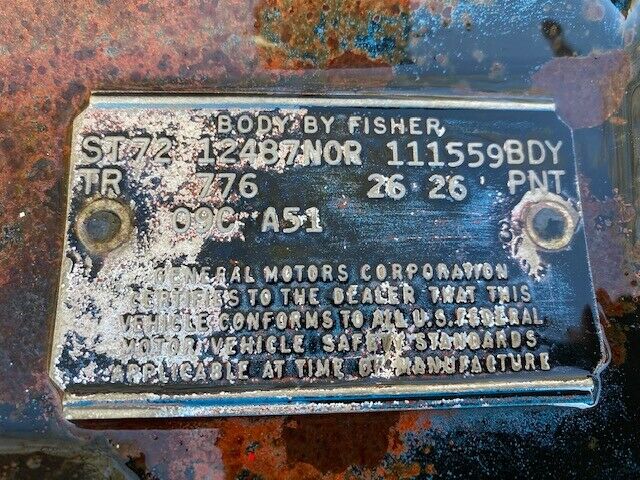 BODY BY FISHER
ST72 12487NOR 111559BDY
TR 776 26 26 PNT
09C A51
GENERAL MOTORS CORPORATION
CERTIFIES TO THE DEALER THAT THIS
VEHICLE CONFORMS TO ALL U.S. FEDERAL
MOTOR VEHICLE SAFETY STANDARDS
APPLICABLE AT TIME OF MANUFACTURE